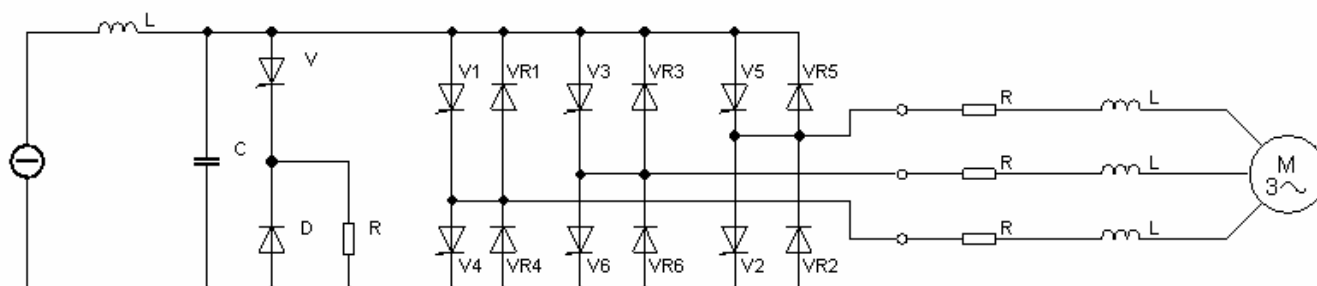 L
V
V1 VR1 V3 VR3 V5 VR5
R L
C
R L
M
3
D R
R L
V4 VR4 V6 VR6 V2 VR2